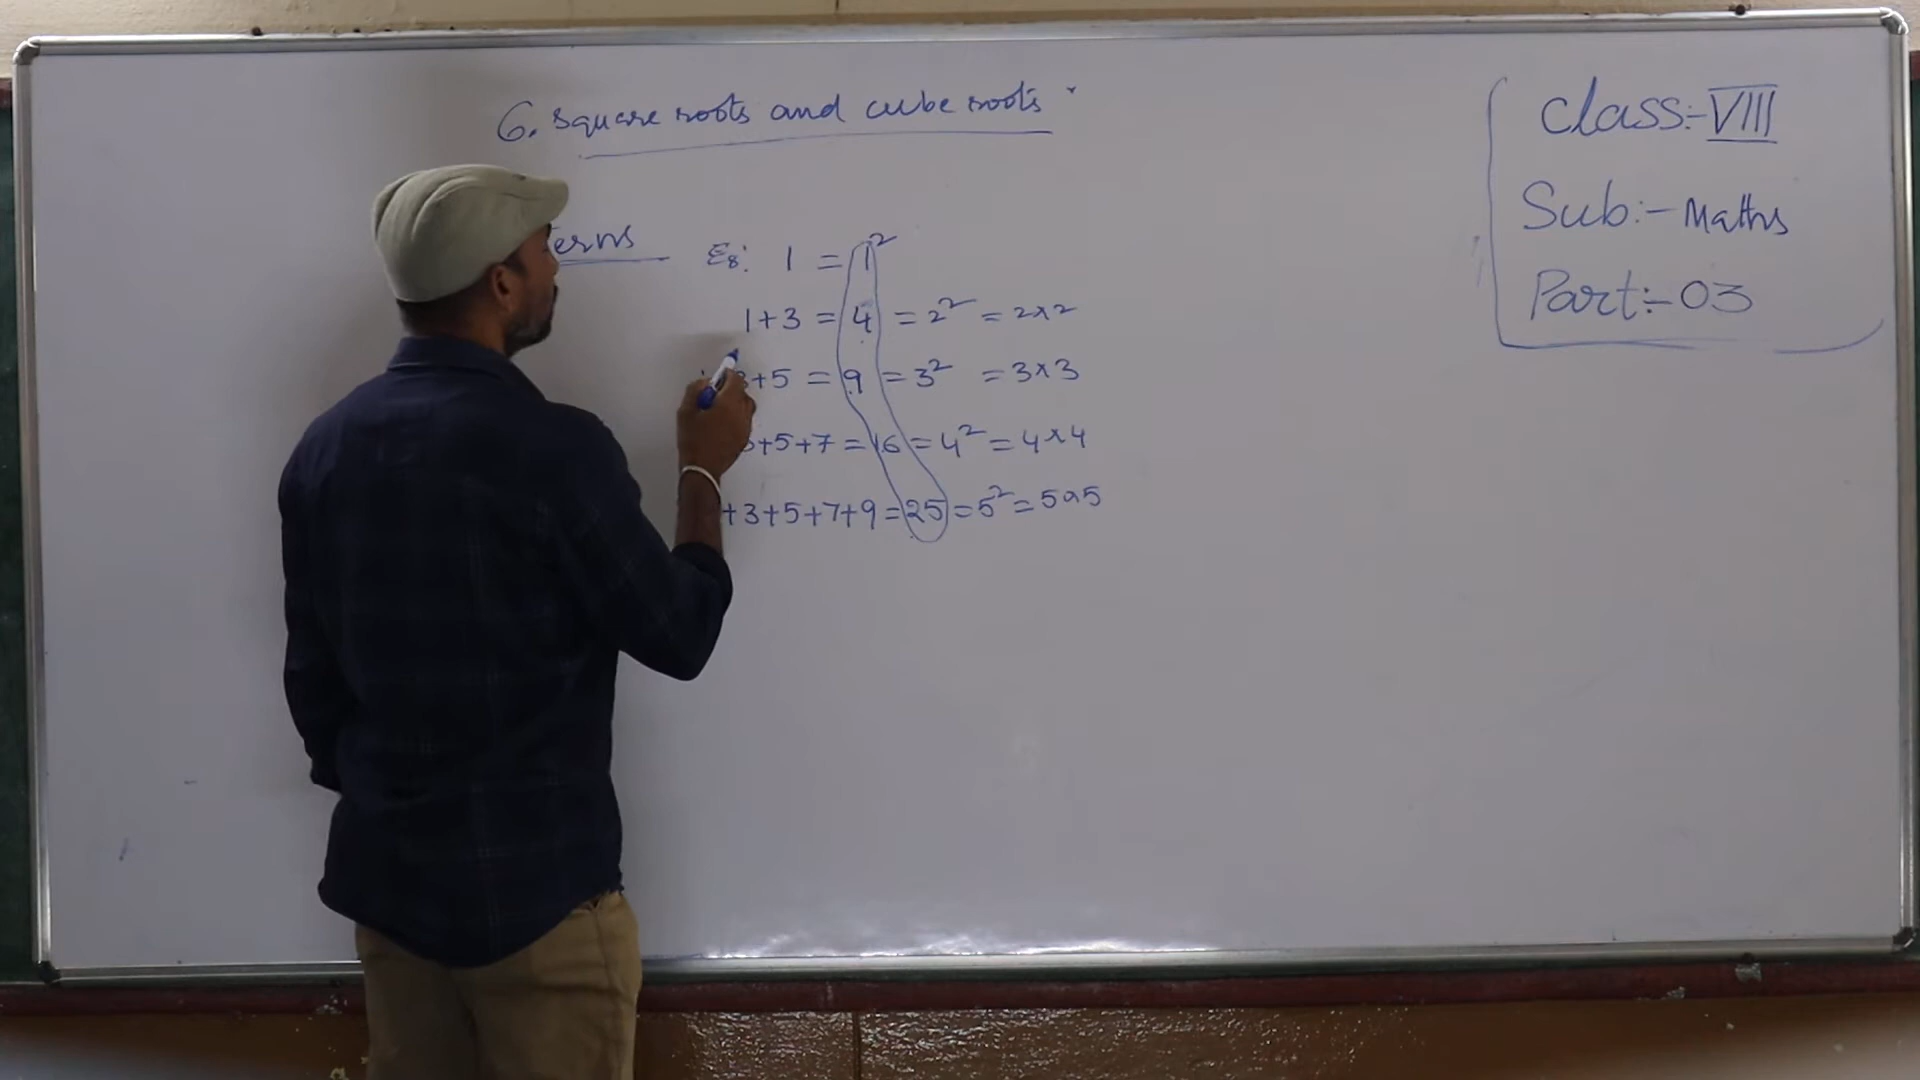 6. square roots and cube roots
class:- VIII
Sub:- Maths
Part:- 03
Eg: 1 = 1²
1+3 = 4 = 2² = 2×2
+5 = 9 = 3² = 3×3
+5+7 = 16 = 4² = 4×4
+3+5+7+9 = 25 = 5² = 5×5